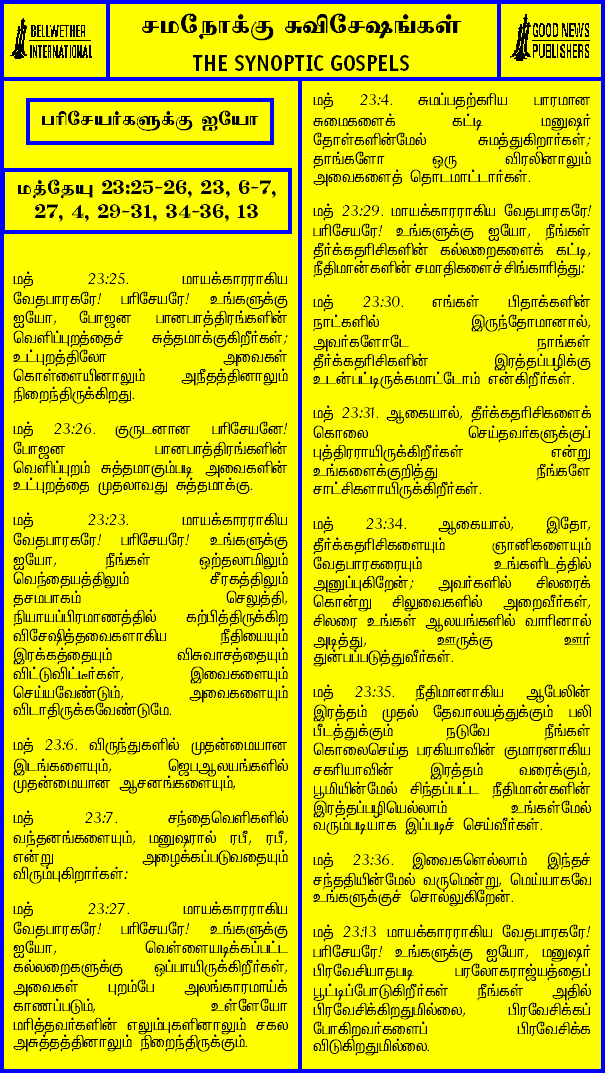 BELLWETHER
INTERNATIONAL
சமநோக்கு சுவிசேஷங்கள்
THE SYNOPTIC GOSPELS
GOOD NEWS
PUBLISHERS
பரிசேயர்களுக்கு ஐயோ
மத்தேயு 23:25-26, 23, 6-7,
27, 4, 29-31, 34-36, 13
மத் 23:25. மாயக்காரராகிய
வேதபாரகரே! பரிசேயரே! உங்களுக்கு
ஐயோ, போஜன பானபாத்திரங்களின்
வெளிப்புறத்தைச் சுத்தமாக்குகிறீர்கள்;
உட்புறத்திலோ அவைகள்
கொள்ளையினாலும் அநீதத்தினாலும்
நிறைந்திருக்கிறது.
மத் 23:26. குருடனான பரிசேயனே!
போஜன பானபாத்திரங்களின்
வெளிப்புறம் சுத்தமாகும்படி அவைகளின்
உட்புறத்தை முதலாவது சுத்தமாக்கு.
மத் 23:23. மாயக்காரராகிய
வேதபாரகரே! பரிசேயரே! உங்களுக்கு
ஐயோ, நீங்கள் ஒற்தலாமிலும்
வெந்தையத்திலும் சீரகத்திலும்
தசமபாகம் செலுத்தி,
நியாயப்பிரமாணத்தில் கற்பித்திருக்கிற
விசேஷித்தவைகளாகிய நீதியையும்
இரக்கத்தையும் விசுவாசத்தையும்
விட்டுவிட்டீர்கள், இவைகளையும்
செய்யவேண்டும், அவைகளையும்
விடாதிருக்கவேண்டுமே.
மத் 23:6. விருந்துகளில் முதன்மையான
இடங்களையும், ஜெபஆலயங்களில்
முதன்மையான ஆசனங்களையும்,
மத் 23:7. சந்தைவெளிகளில்
வந்தனங்களையும், மனுஷரால் ரபீ, ரபீ,
என்று அழைக்கப்படுவதையும்
விரும்புகிறார்கள்:
மத் 23:27. மாயக்காரராகிய
வேதபாரகரே! பரிசேயரே! உங்களுக்கு
ஐயோ, வெள்ளையடிக்கப்பட்ட
கல்லறைகளுக்கு ஒப்பாயிருக்கிறீர்கள்,
அவைகள் புறம்பே அலங்காரமாய்க்
காணப்படும், உள்ளேயோ
மரித்தவர்களின் எலும்புகளினாலும் சகல
அசுத்தத்தினாலும் நிறைந்திருக்கும்.
மத் 23:4. சுமப்பதற்கரிய பாரமான
சுமைகளைக் கட்டி மனுஷர்
தோள்களின்மேல் சுமத்துகிறார்கள்;
தாங்களோ ஒரு விரலினாலும்
அவைகளைத் தொடமாட்டார்கள்.
மத் 23:29. மாயக்காரராகிய வேதபாரகரே!
பரிசேயரே! உங்களுக்கு ஐயோ, நீங்கள்
தீர்க்கதரிசிகளின் கல்லறைகளைக் கட்டி,
நீதிமான்களின் சமாதிகளைச் சிங்காரித்து:
மத் 23:30. எங்கள் பிதாக்களின்
நாட்களில் இருந்தோமானால்,
அவர்களோடே நாங்கள்
தீர்க்கதரிசிகளின் இரத்தப்பழிக்கு
உடன்பட்டிருக்கமாட்டோம் என்கிறீர்கள்.
மத் 23:31. ஆகையால், தீர்க்கதரிசிகளைக்
கொலை செய்தவர்களுக்குப்
புத்திரராயிருக்கிறீர்கள் என்று
உங்களைக்குறித்து நீங்களே
சாட்சிகளாயிருக்கிறீர்கள்.
மத் 23:34. ஆகையால், இதோ,
தீர்க்கதரிசிகளையும் ஞானிகளையும்
வேதபாரகரையும் உங்களிடத்தில்
அனுப்புகிறேன்; அவர்களில் சிலரைக்
கொன்று சிலுவைகளில் அறைவீர்கள்,
சிலரை உங்கள் ஆலயங்களில் வாரினால்
அடித்து, ஊருக்கு ஊர்
துன்பப்படுத்துவீர்கள்.
மத் 23:35. நீதிமானாகிய ஆபேலின்
இரத்தம் முதல் தேவாலயத்துக்கும் பலி
பீடத்துக்கும் நடுவே நீங்கள்
கொலைசெய்த பரகியாவின் குமாரனாகிய
சகரியாவின் இரத்தம் வரைக்கும்,
பூமியின்மேல் சிந்தப்பட்ட நீதிமான்களின்
இரத்தப்பழியெல்லாம் உங்கள்மேல்
வரும்படியாக இப்படிச் செய்வீர்கள்.
மத் 23:36. இவைகளெல்லாம் இந்தச்
சந்ததியின்மேல் வருமென்று, மெய்யாகவே
உங்களுக்குச் சொல்லுகிறேன்.
மத் 23:13 மாயக்காரராகிய வேதபாரகரே!
பரிசேயரே! உங்களுக்கு ஐயோ, மனுஷர்
பிரவேசியாதபடி பரலோகராஜ்யத்தைப்
பூட்டிப்போடுகிறீர்கள் நீங்கள் அதில்
பிரவேசிக்கிறதுமில்லை, பிரவேசிக்கப்
போகிறவர்களைப் பிரவேசிக்க
விடுகிறதுமில்லை.